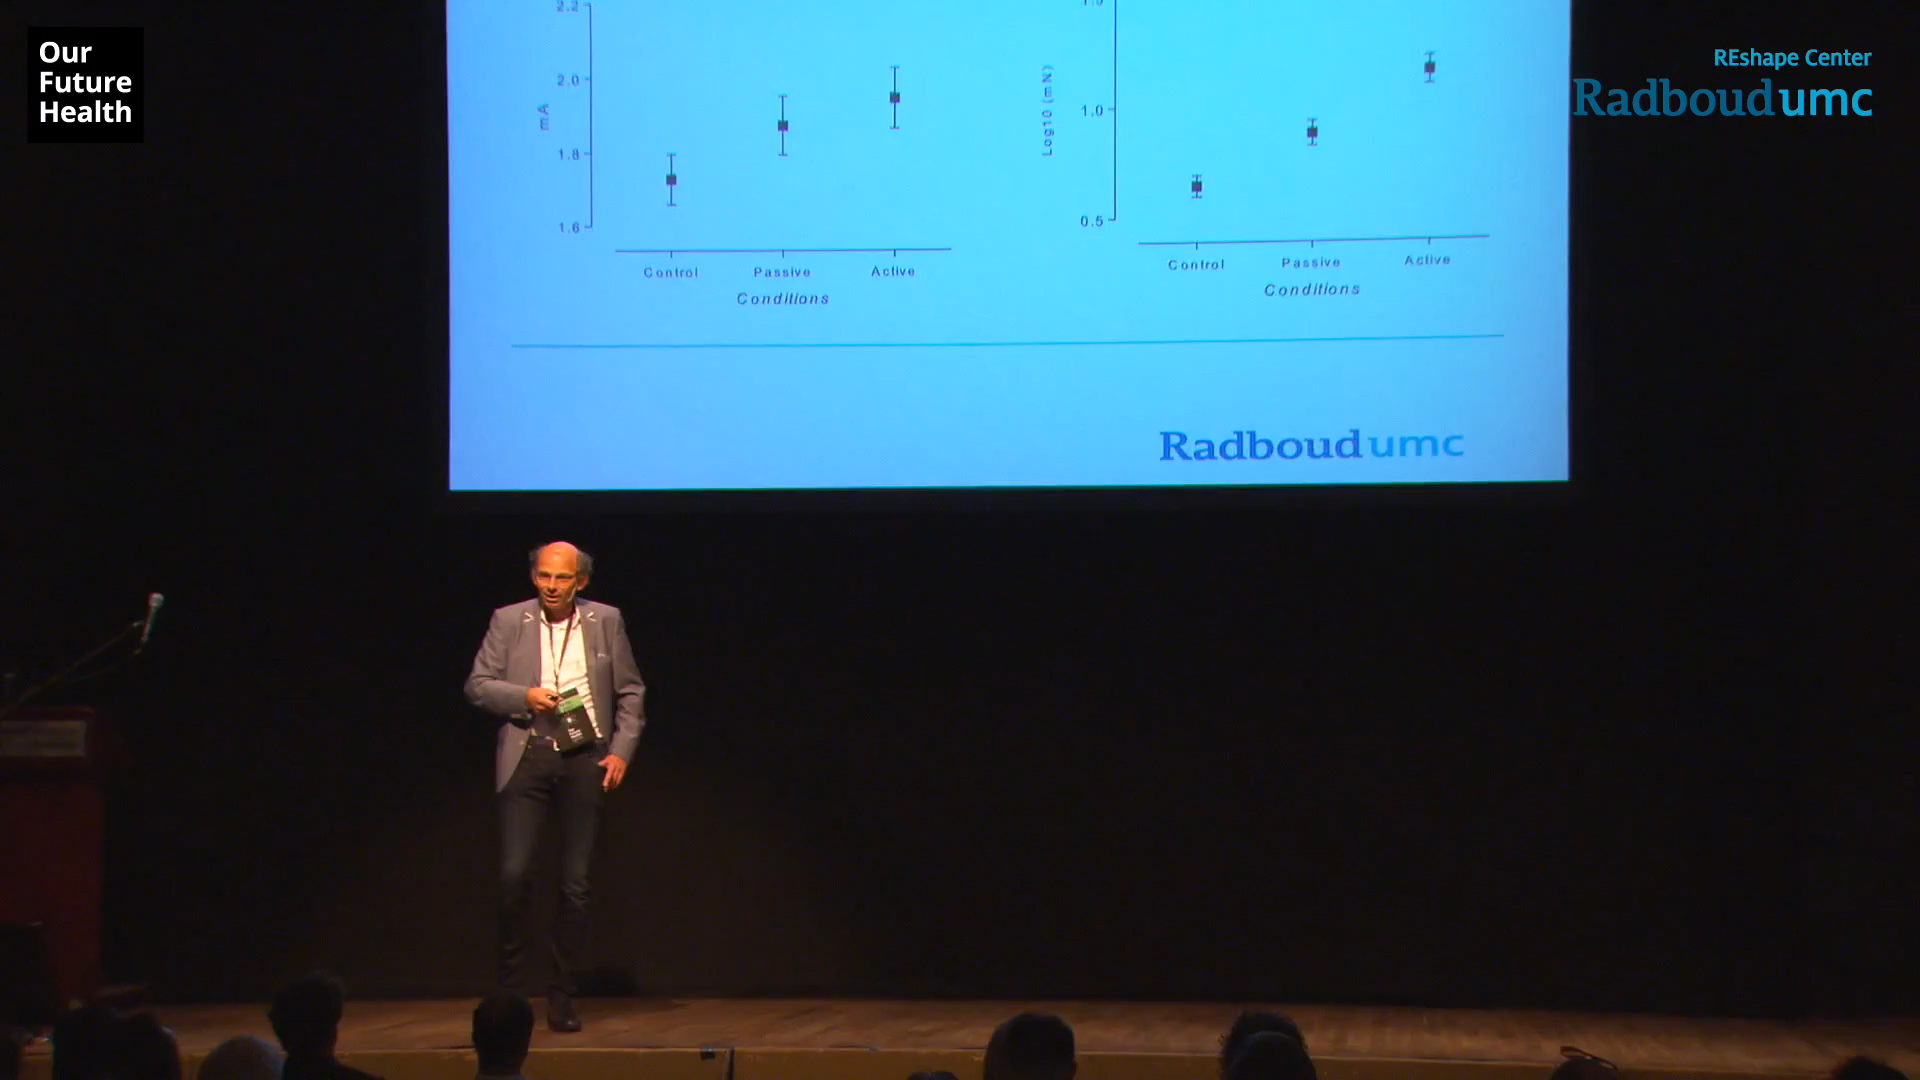 Our
Future
Health
REshape Center
Radboudumc
2.2
2.0
1.8
1.6
mA
Control Passive Active
Conditions
1.0
0.5
Log10 (mN)
Control Passive Active
Conditions
Radboudumc